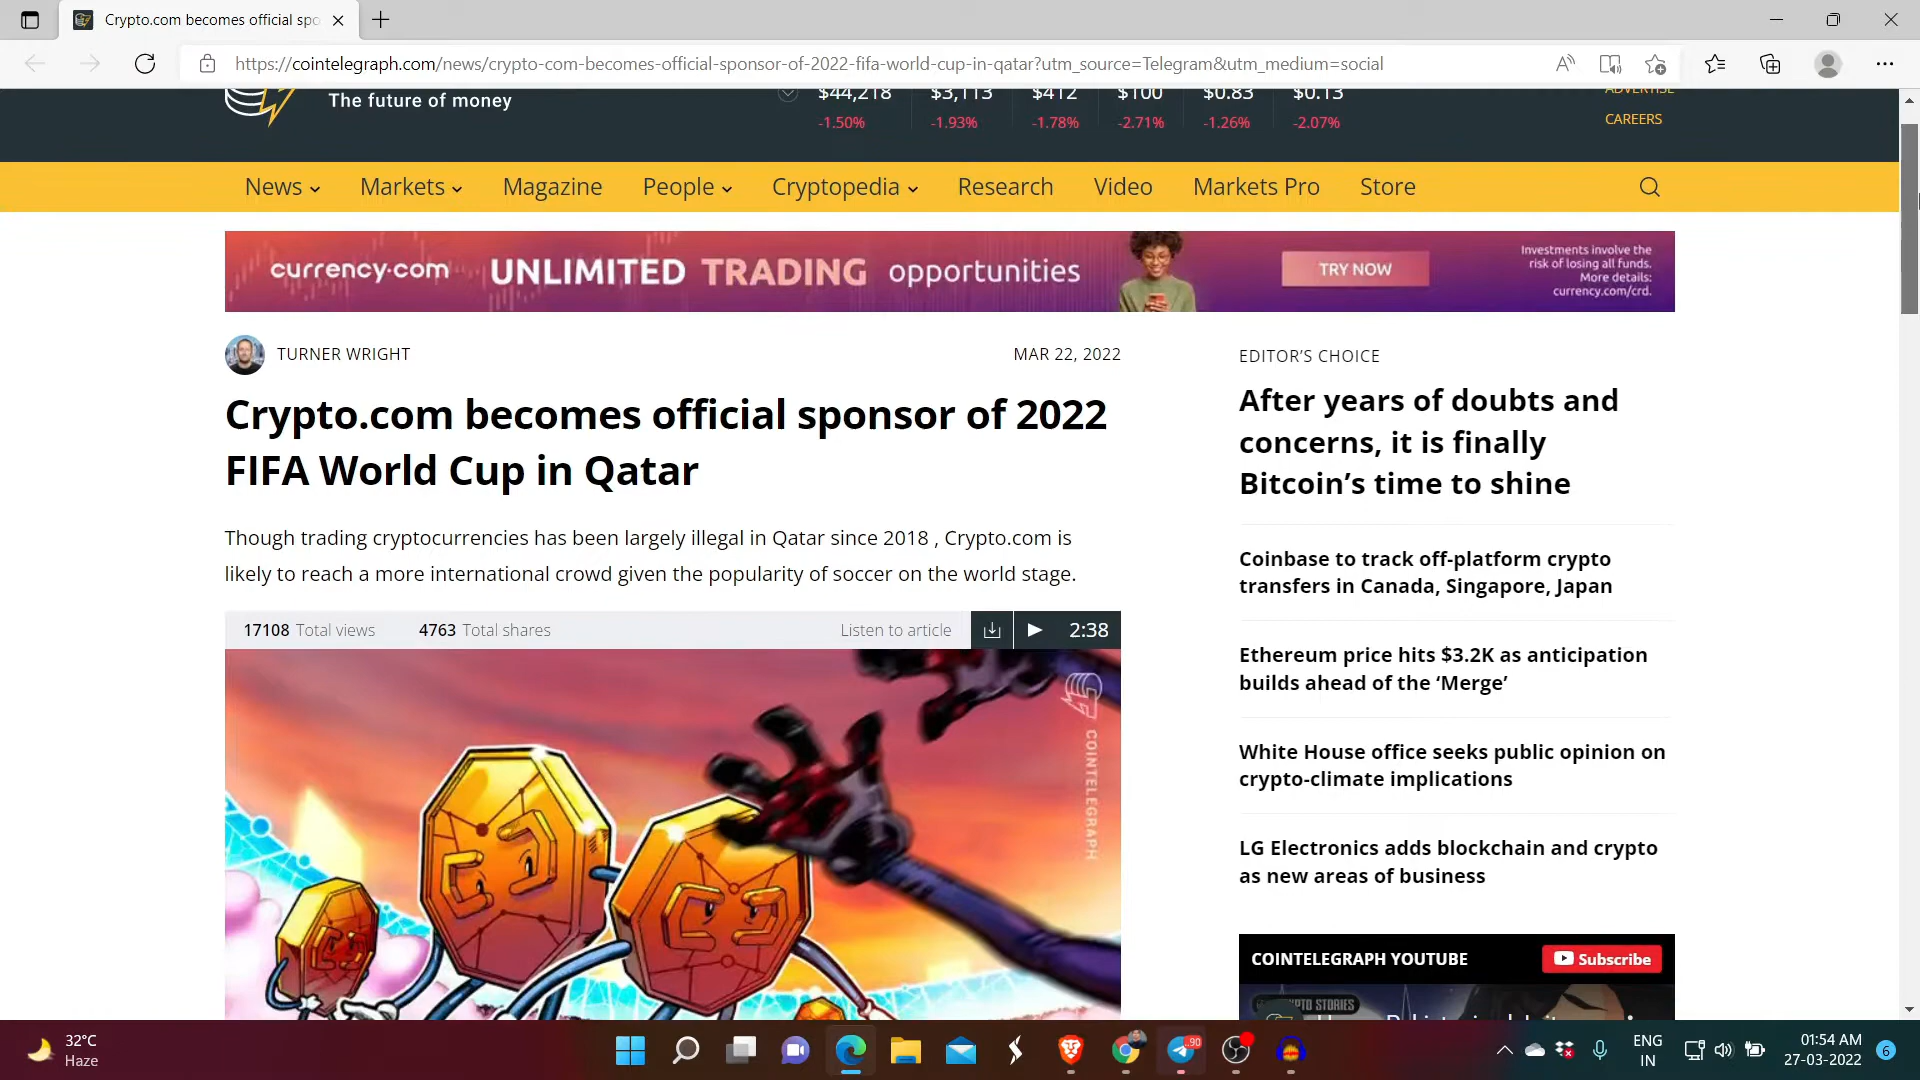 Crypto.com becomes official spo
https://cointelegraph.com/news/crypto-com-becomes-official-sponsor-of-2022-fifa-world-cup-in-qatar?utm_source=Telegram&utm_medium=social
The future of money
$44,218 $3,113 $412 $100 $0.83 $0.13
-1.50% -1.93% -1.78% -2.71% -1.26% -2.07%
ADVERTISE
CAREERS
News Markets Magazine People Cryptopedia Research Video Markets Pro Store
currency.com UNLIMITED TRADING opportunities
TRY NOW
Investments involve the
risk of losing all funds.
More details:
currency.com/crd.
TURNER WRIGHT
MAR 22, 2022
Crypto.com becomes official sponsor of 2022
FIFA World Cup in Qatar
Though trading cryptocurrencies has been largely illegal in Qatar since 2018 , Crypto.com is
likely to reach a more international crowd given the popularity of soccer on the world stage.
17108 Total views 4763 Total shares Listen to article 2:38
COINTELEGRAPH
EDITOR'S CHOICE
After years of doubts and
concerns, it is finally
Bitcoin’s time to shine
Coinbase to track off-platform crypto
transfers in Canada, Singapore, Japan
Ethereum price hits $3.2K as anticipation
builds ahead of the ‘Merge’
White House office seeks public opinion on
crypto-climate implications
LG Electronics adds blockchain and crypto
as new areas of business
COINTELEGRAPH YOUTUBE
Subscribe
32°C
Haze
90
ENG
IN
01:54 AM
27-03-2022
6